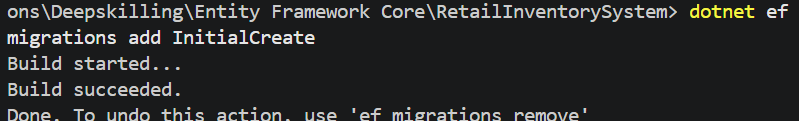 ons\Deepskilling\Entity Framework Core\RetailInventorySystem> dotnet ef
migrations add InitialCreate
Build started...
Build succeeded.
Done. To undo this action, use 'ef migrations remove'